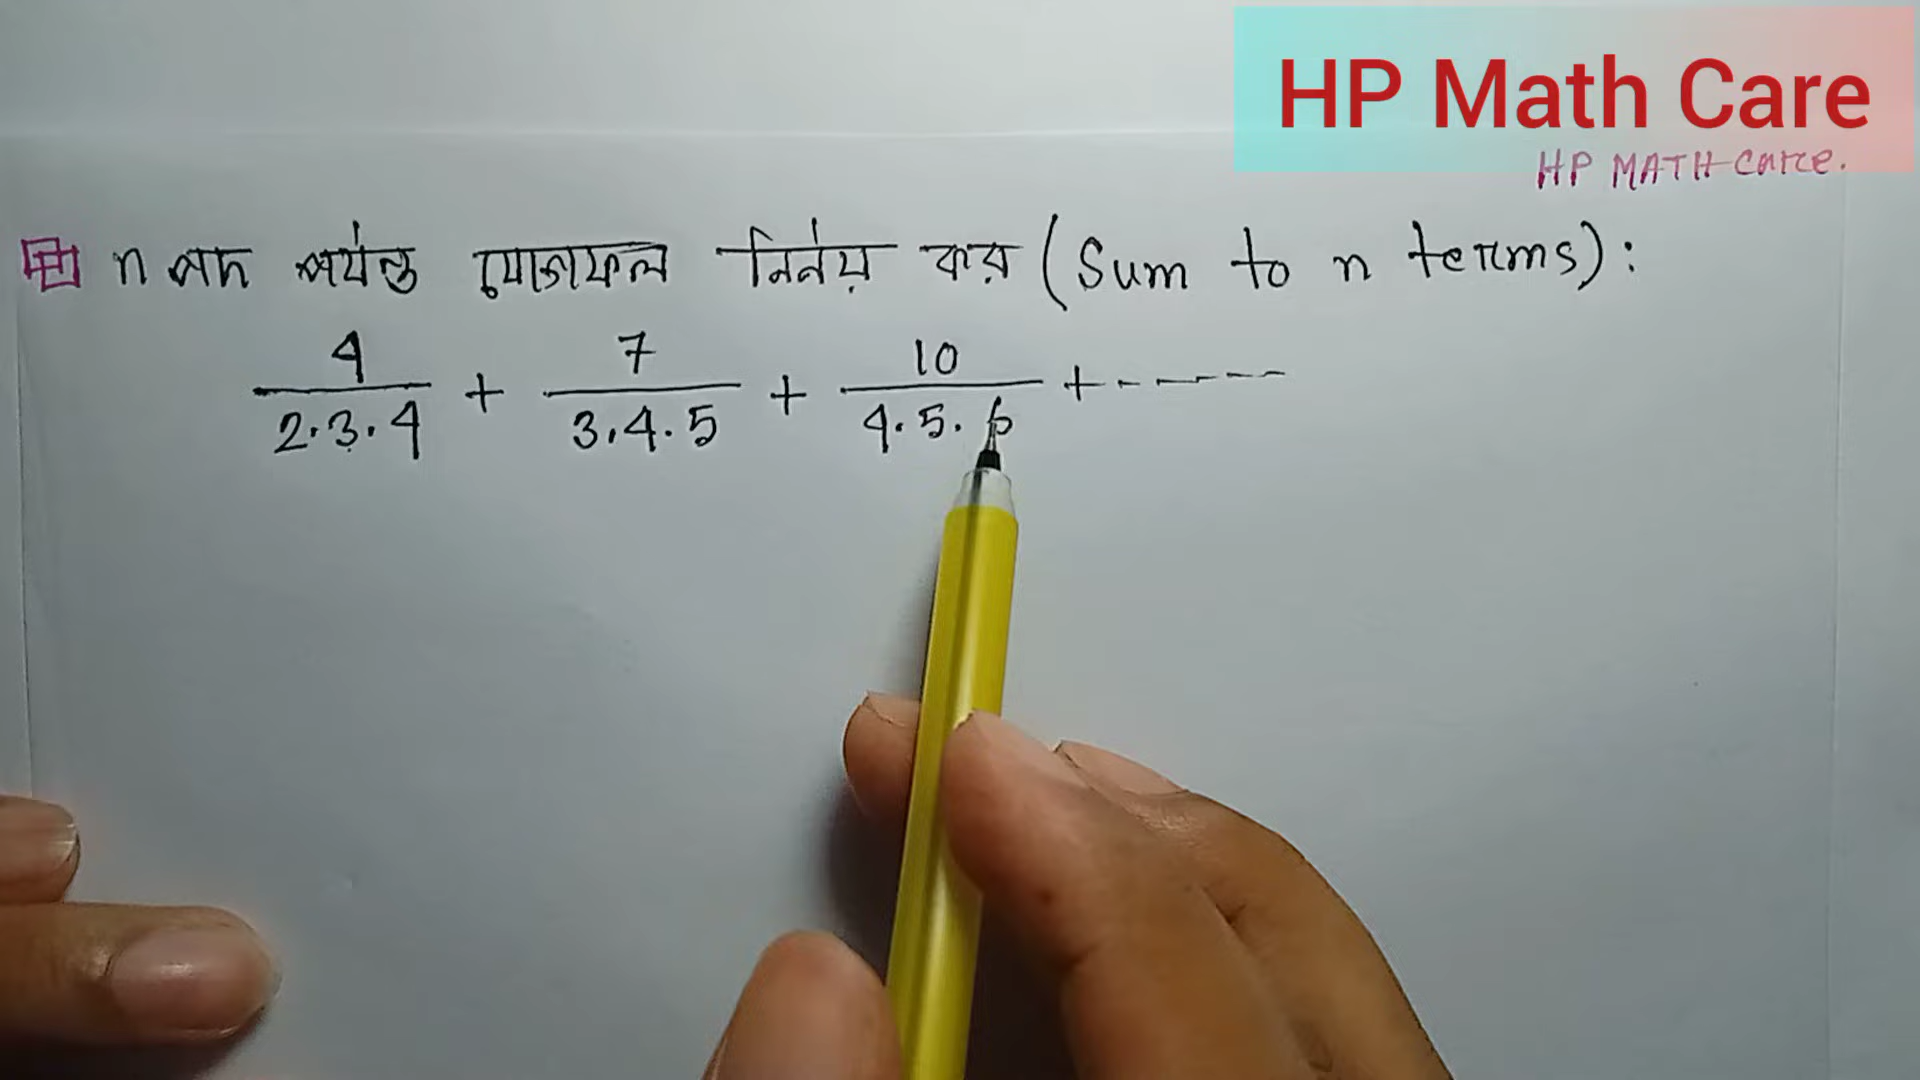 HP Math Care
HP MATH Care.
n পদ পর্যন্ত যোগফল নির্নয় কর (Sum to n terms):
4/2.3.4 + 7/3.4.5 + 10/4.5.6 + ------